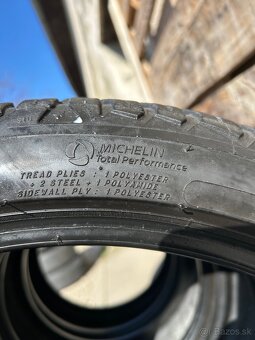 MICHELIN
Total Performance
TREAD PLIES : 1 POLYESTER
+ 2 STEEL + 1 POLYAMIDE
SIDEWALL PLY : 1 POLYESTER
bazos.sk